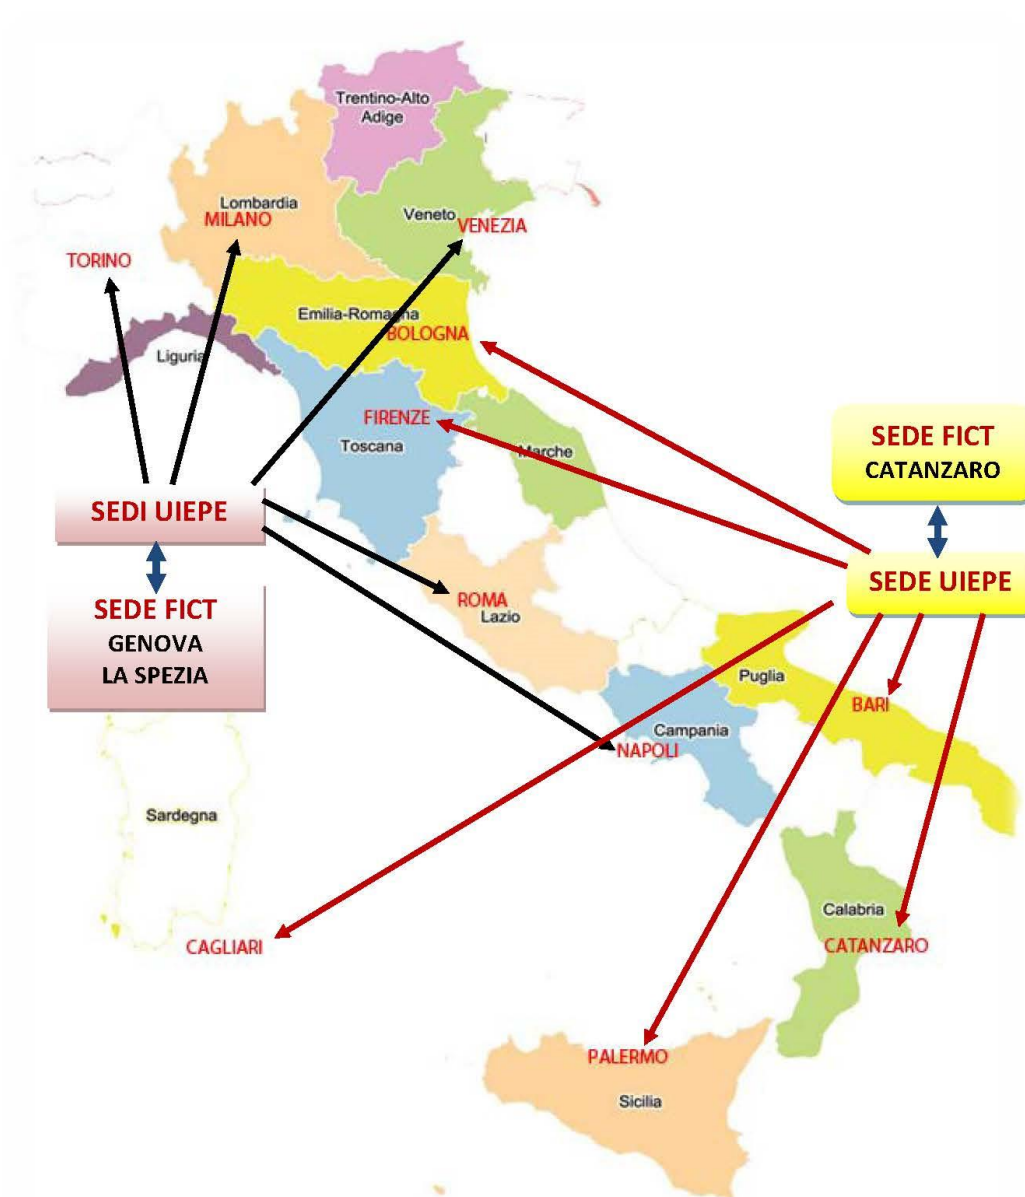 Trentino-Alto
Adige
Lombardia
MILANO
Veneto
VENEZIA
TORINO
Emilia-Romagna
BOLOGNA
Liguria
FIRENZE
Toscana
Marche
SEDE FICT
CATANZARO
SEDI UIEPE
SEDE UIEPE
SEDE FICT
GENOVA
LA SPEZIA
ROMA
Lazio
Puglia
BARI
Campania
NAPOLI
Sardegna
Calabria
CATANZARO
CAGLIARI
PALERMO
Sicilia